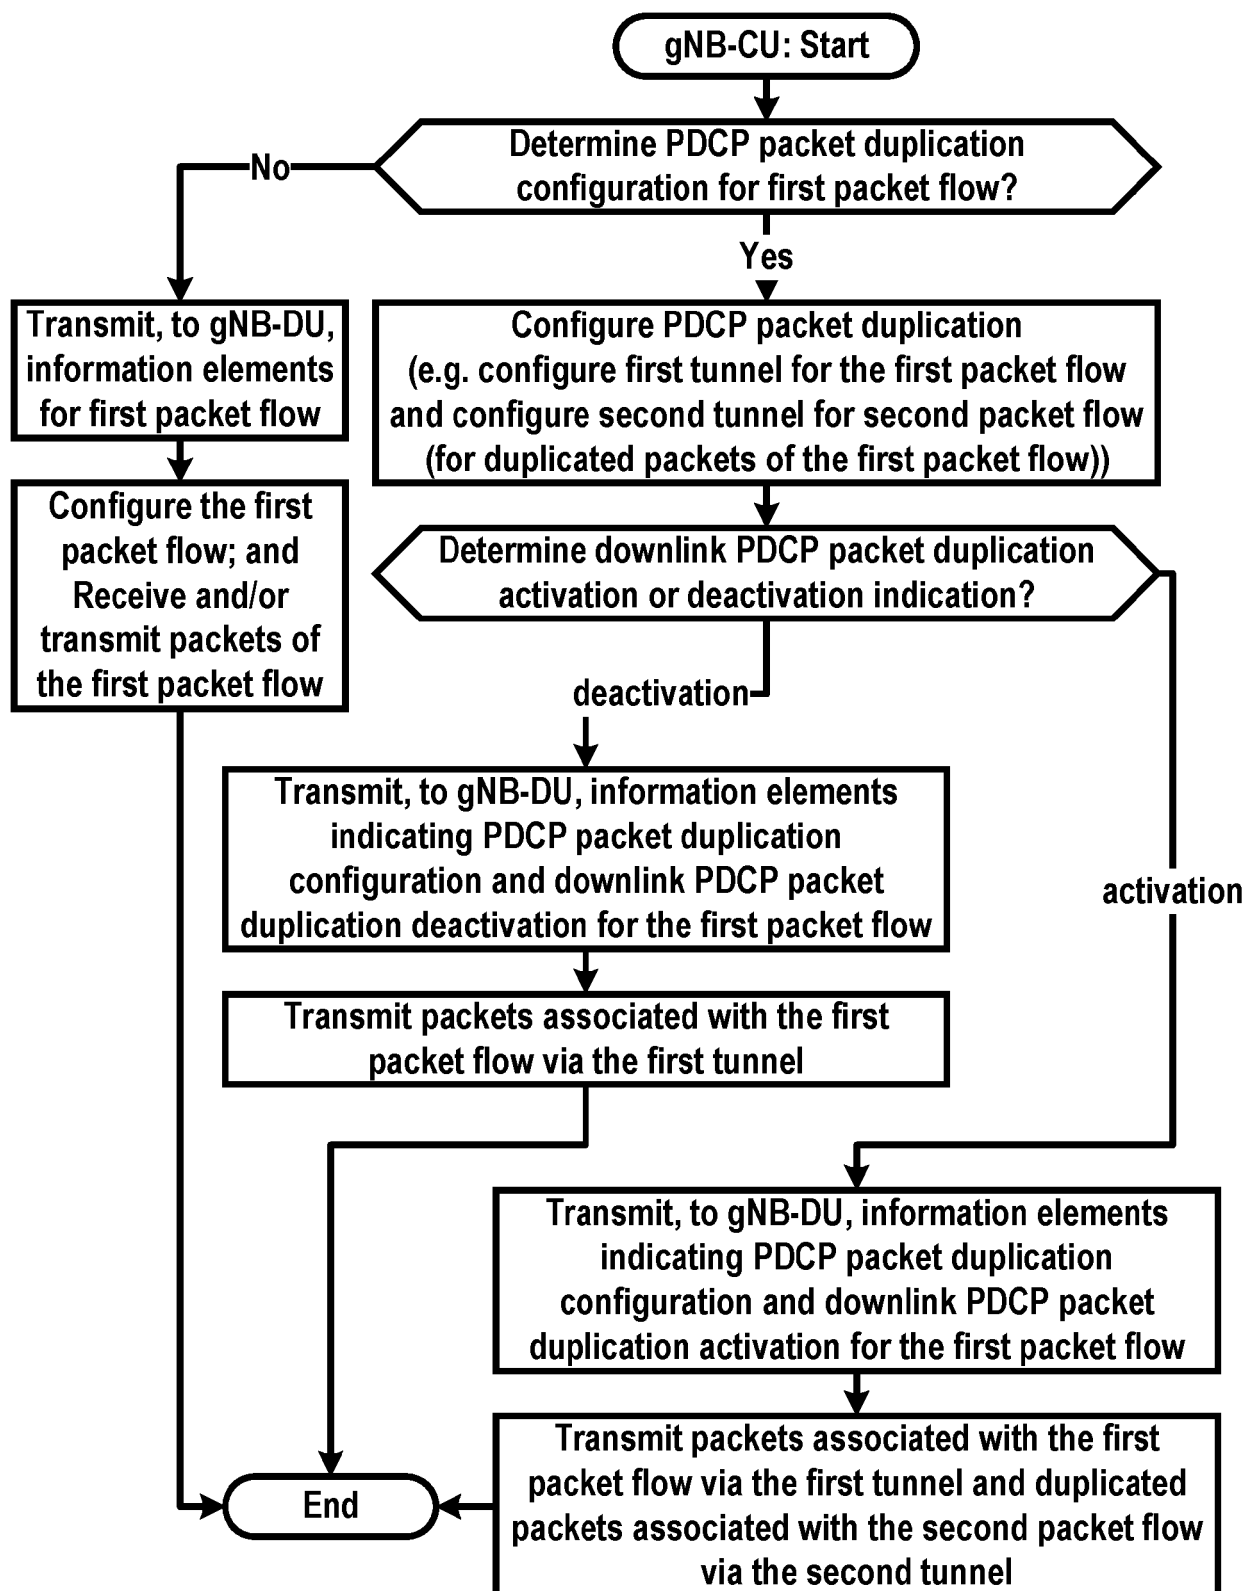 gNB-CU: Start
Determine PDCP packet duplication
configuration for first packet flow?
No
Yes
Transmit, to gNB-DU,
information elements
for first packet flow
Configure PDCP packet duplication
(e.g. configure first tunnel for the first packet flow
and configure second tunnel for second packet flow
(for duplicated packets of the first packet flow))
Configure the first
packet flow; and
Receive and/or
transmit packets of
the first packet flow
Determine downlink PDCP packet duplication
activation or deactivation indication?
deactivation
activation
Transmit, to gNB-DU, information elements
indicating PDCP packet duplication
configuration and downlink PDCP packet
duplication deactivation for the first packet flow
Transmit packets associated with the first
packet flow via the first tunnel
Transmit, to gNB-DU, information elements
indicating PDCP packet duplication
configuration and downlink PDCP packet
duplication activation for the first packet flow
Transmit packets associated with the first
packet flow via the first tunnel and duplicated
packets associated with the second packet flow
via the second tunnel
End